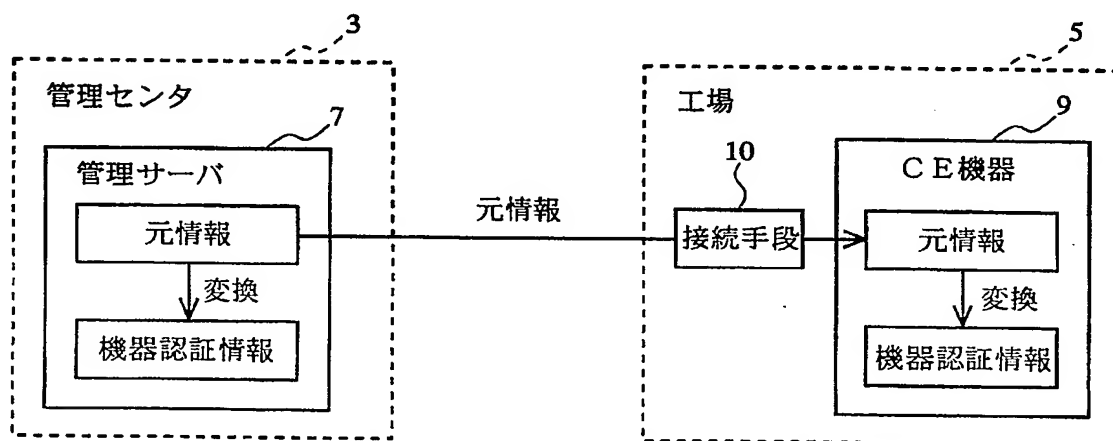 3
管理センタ
7
管理サーバ
元情報
変換
機器認証情報
元情報
5
工場
10
接続手段
9
CE機器
元情報
変換
機器認証情報